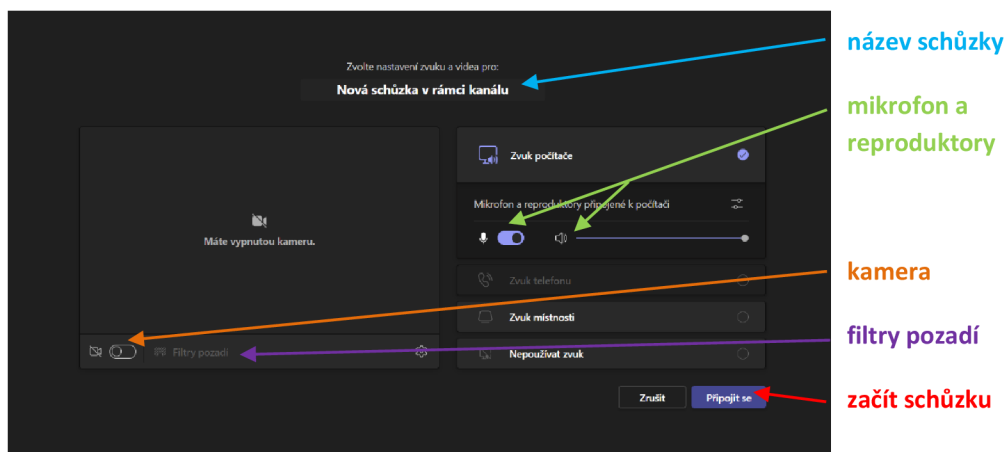 Zvolte nastavení zvuku a videa pro:
Nová schůzka v rámci kanálu
Máte vypnutou kameru.
Filtry pozadí
Zvuk počítače
Mikrofon a reproduktory připojené k počítači
Zvuk telefonu
Zvuk místnosti
Nepoužívat zvuk
Zrušit
Připojit se
název schůzky
mikrofon a
reproduktory
kamera
filtry pozadí
začít schůzku